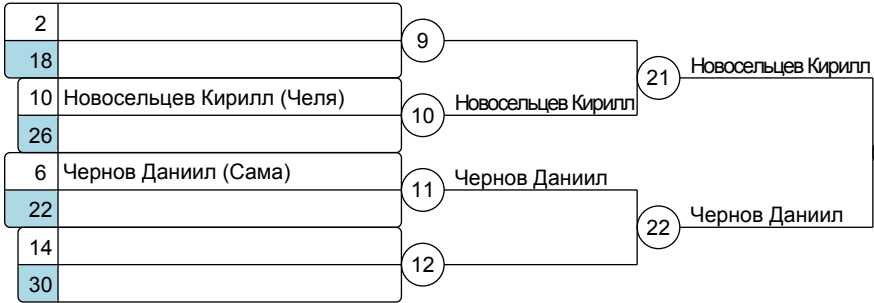 2
9
18
21 Новосельцев Кирилл
10 Новосельцев Кирилл (Челя)
10 Новосельцев Кирилл
26
6 Чернов Даниил (Сама)
11 Чернов Даниил
22
22 Чернов Даниил
14
12
30